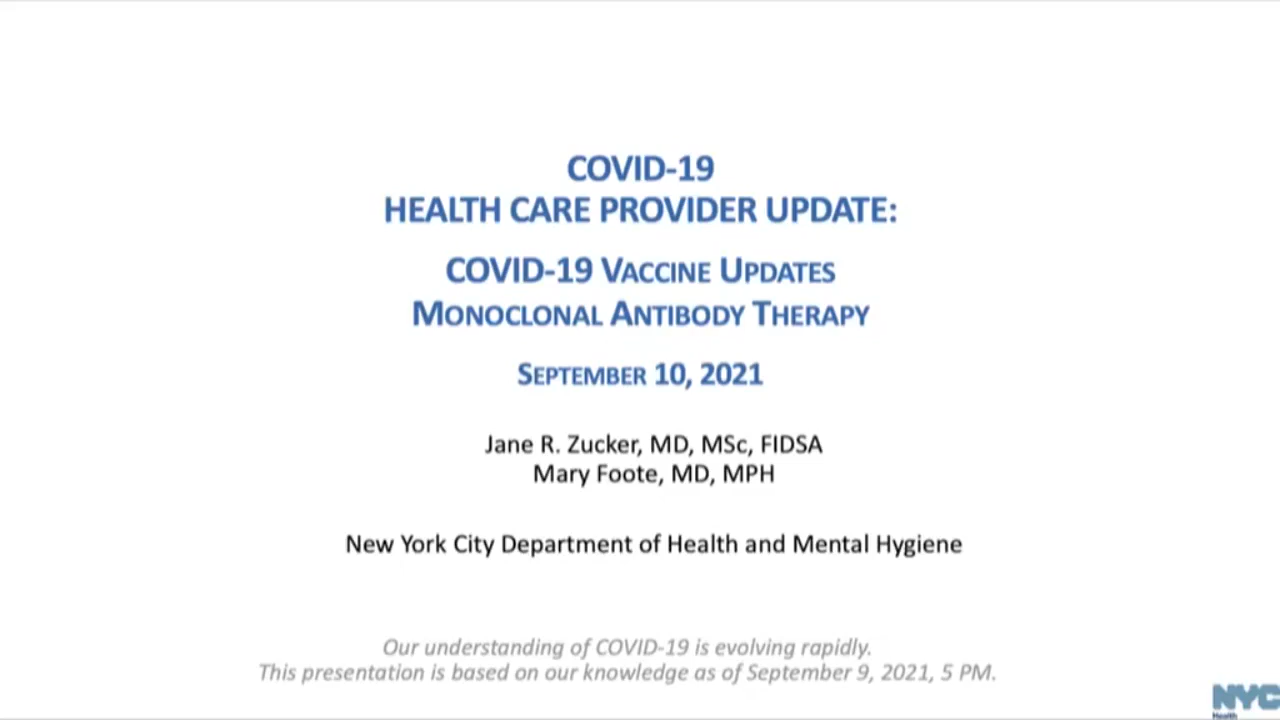 COVID-19
HEALTH CARE PROVIDER UPDATE:
COVID-19 VACCINE UPDATES
MONOCLONAL ANTIBODY THERAPY
SEPTEMBER 10, 2021
Jane R. Zucker, MD, MSc, FIDSA
Mary Foote, MD, MPH
New York City Department of Health and Mental Hygiene
Our understanding of COVID-19 is evolving rapidly.
This presentation is based on our knowledge as of September 9, 2021, 5 PM.
NYC
Health